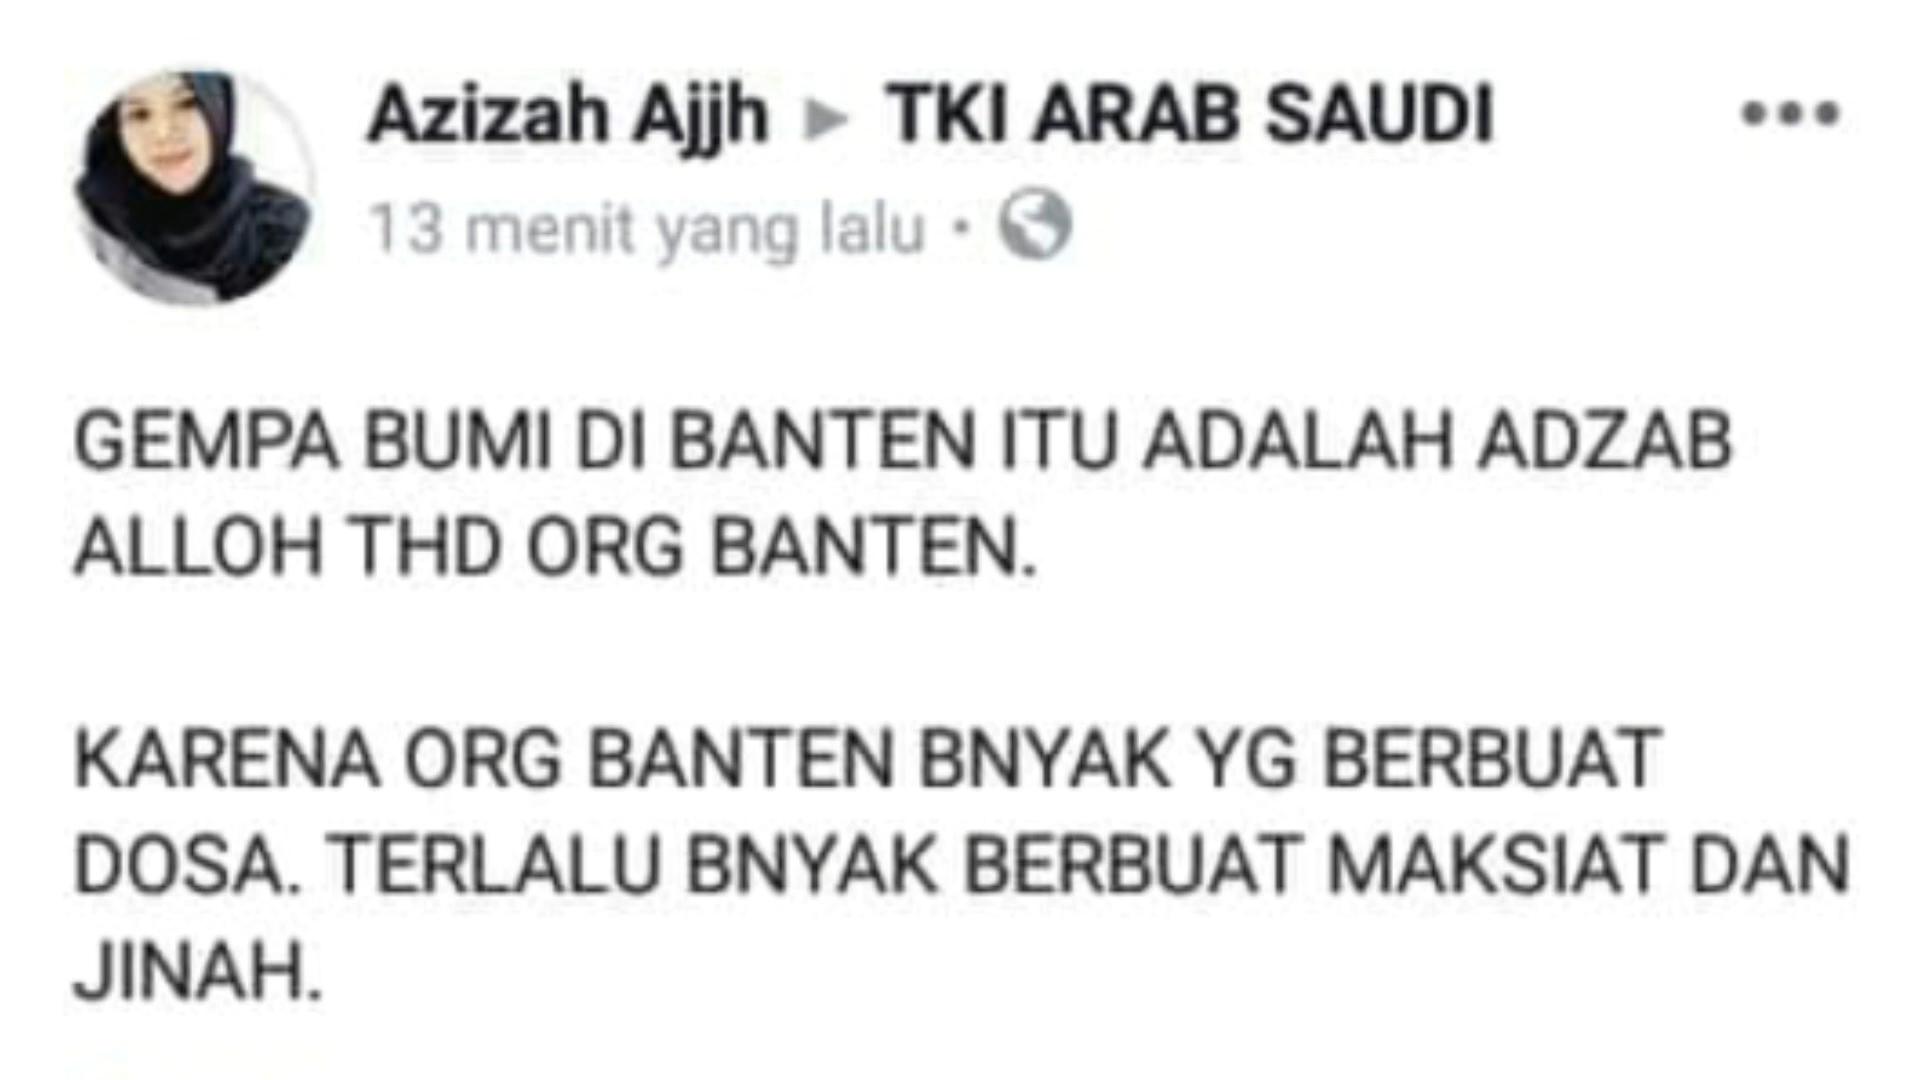 Azizah Ajjh ▶ TKI ARAB SAUDI
13 menit yang lalu ·
GEMPA BUMI DI BANTEN ITU ADALAH ADZAB
ALLOH THD ORG BANTEN.
KARENA ORG BANTEN BNYAK YG BERBUAT
DOSA. TERLALU BNYAK BERBUAT MAKSIAT DAN
JINAH.